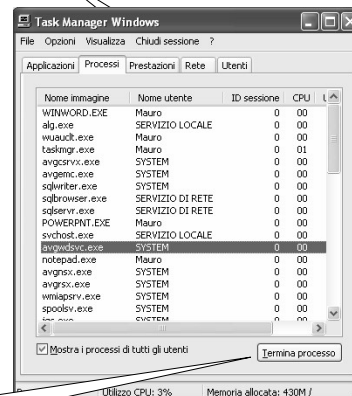 Task Manager Windows
File Opzioni Visualizza Chiudi sessione ?
Applicazioni Processi Prestazioni Rete Utenti
Nome immagine Nome utente ID sessione CPU
WINWORD.EXE Mauro 0 00
alg.exe SERVIZIO LOCALE 0 00
wuauclt.exe Mauro 0 00
taskmgr.exe Mauro 0 01
avgcsrvx.exe SYSTEM 0 00
avgemc.exe SYSTEM 0 00
sqlwriter.exe SYSTEM 0 00
sqlbrowser.exe SERVIZIO DI RETE 0 00
sqlservr.exe SERVIZIO DI RETE 0 00
POWERPNT.EXE Mauro 0 00
svchost.exe SERVIZIO LOCALE 0 00
avgwdsvc.exe SYSTEM 0 00
notepad.exe Mauro 0 00
avgnsx.exe SYSTEM 0 00
avgrsx.exe SYSTEM 0 00
wmiapsrv.exe SYSTEM 0 00
spoolsv.exe SYSTEM 0 00
SYSTEM 0 00
Mostra i processi di tutti gli utenti
Termina processo
Utilizzo CPU: 3% Memoria allocata: 430M /